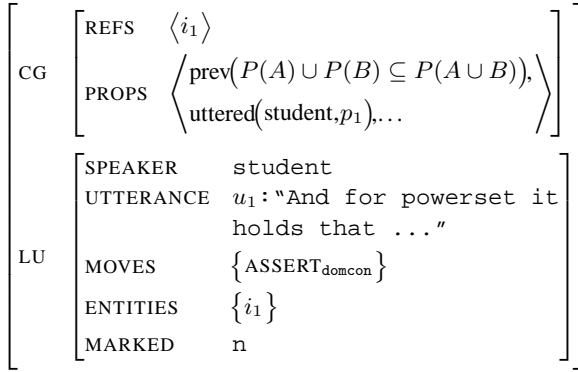 CG
REFS ⟨i₁⟩
PROPS ⟨prev(P(A) ∪ P(B) ⊆ P(A ∪ B)),
uttered(student,p₁),…⟩
LU
SPEAKER student
UTTERANCE u₁:"And for powerset it
holds that ..."
MOVES {ASSERT_domcon}
ENTITIES {i₁}
MARKED n